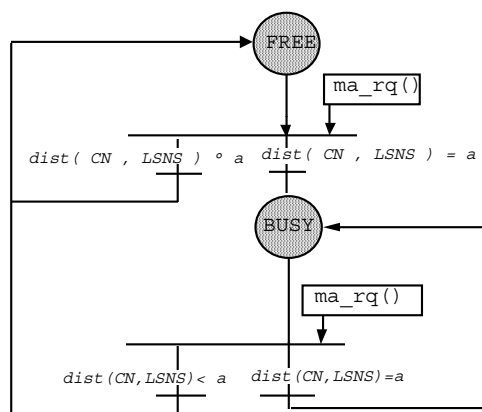 FREE
ma_rq()
dist( CN , LSNS ) ° a dist( CN , LSNS ) = a
BUSY
ma_rq()
dist(CN,LSNS)< a dist(CN,LSNS)=a